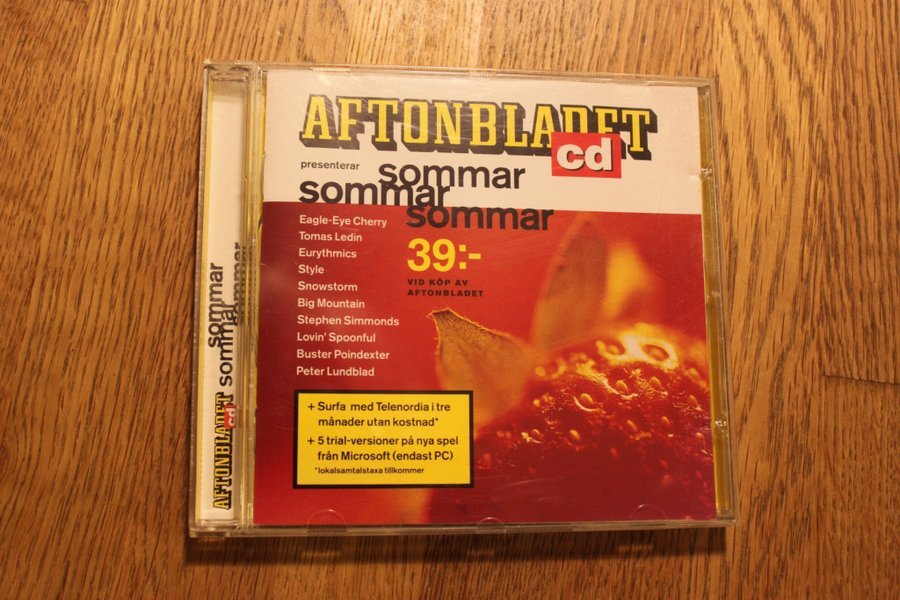 AFTONBLADET
cd
presenterar
sommar
sommar
sommar
Eagle-Eye Cherry
Tomas Ledin
Eurythmics
Style
Snowstorm
Big Mountain
Stephen Simmonds
Lovin' Spoonful
Buster Poindexter
Peter Lundblad
39:-
VID KÖP AV
AFTONBLADET
+ Surfa med Telenordia i tre
månader utan kostnad*
+ 5 trial-versioner på nya spel
från Microsoft (endast PC)
*lokalsamtalstaxa tillkommer
AFTONBLADET
cd
sommar
sommar
sommar